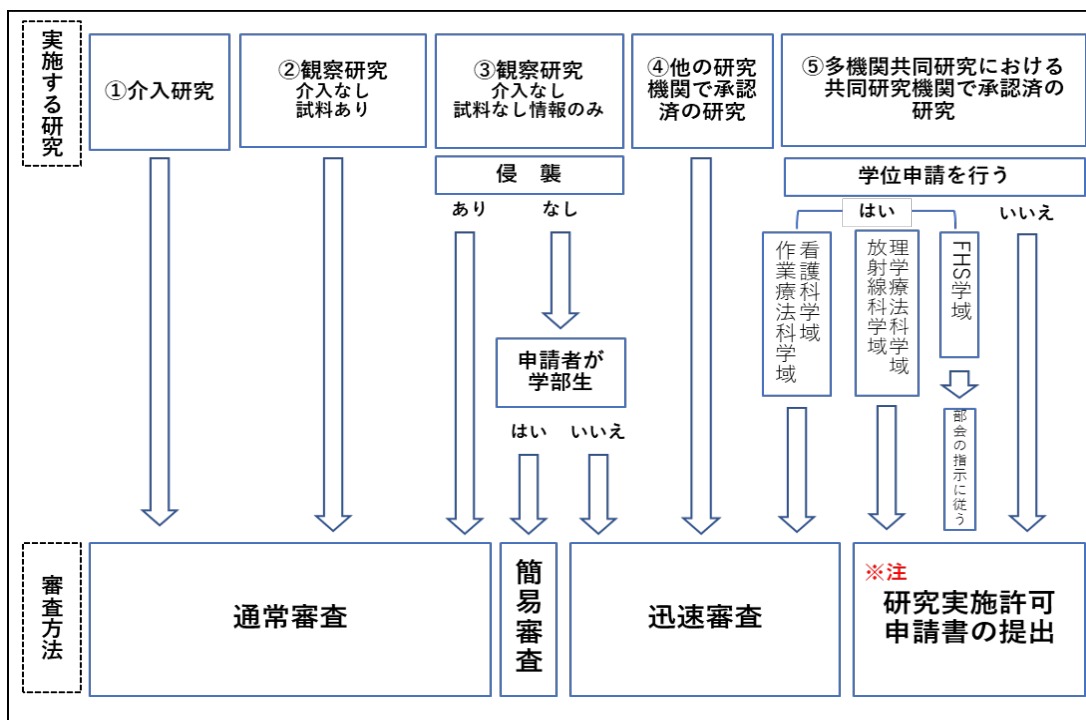 実施する研究
①介入研究
②観察研究
介入なし
試料あり
③観察研究
介入なし
試料なし情報のみ
④他の研究
機関で承認
済の研究
⑤多機関共同研究における
共同研究機関で承認済の
研究
侵　襲
あり
なし
申請者が
学部生
はい
いいえ
学位申請を行う
はい
いいえ
看護科学域
作業療法科学域
理学療法科学域
放射線科学域
FHS学域
部会の指示に従う
審査方法
通常審査
簡易審査
迅速審査
※注
研究実施許可
申請書の提出